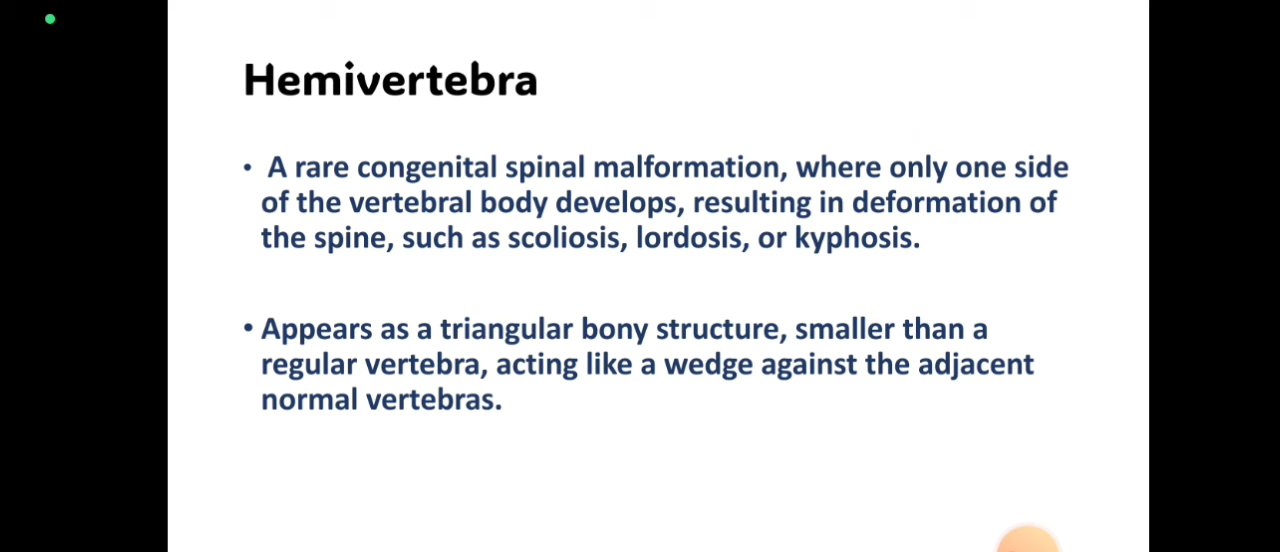 Hemivertebra
• A rare congenital spinal malformation, where only one side
of the vertebral body develops, resulting in deformation of
the spine, such as scoliosis, lordosis, or kyphosis.
• Appears as a triangular bony structure, smaller than a
regular vertebra, acting like a wedge against the adjacent
normal vertebras.